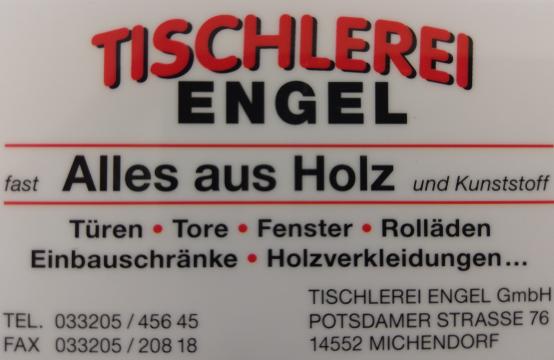 TISCHLEREI
ENGEL
fast Alles aus Holz und Kunststoff
Türen • Tore • Fenster • Rolläden
Einbauschränke • Holzverkleidungen...
TISCHLEREI ENGEL GmbH
TEL. 033205 / 456 45 POTSDAMER STRASSE 76
FAX 033205 / 208 18 14552 MICHENDORF